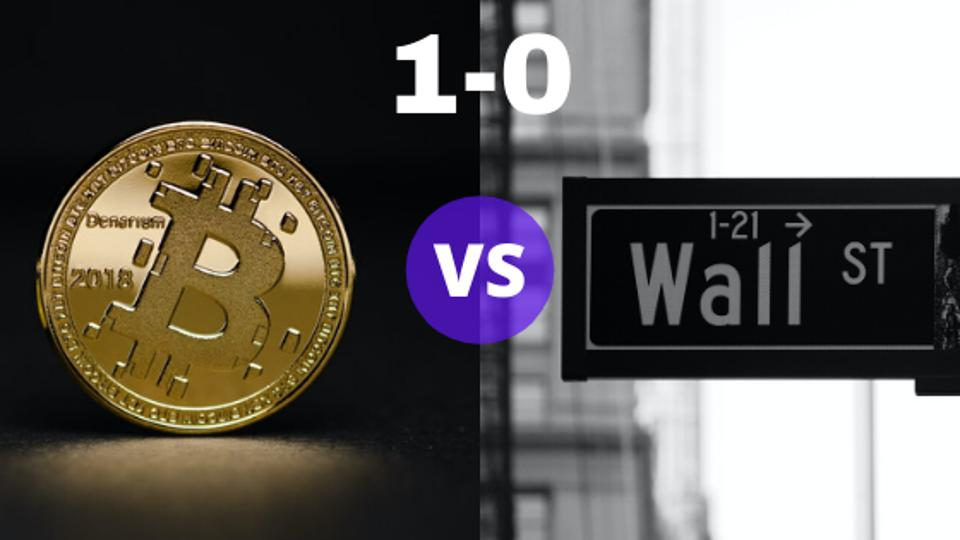 1-0
Denarium
2018
VS
1-21 →
Wall ST